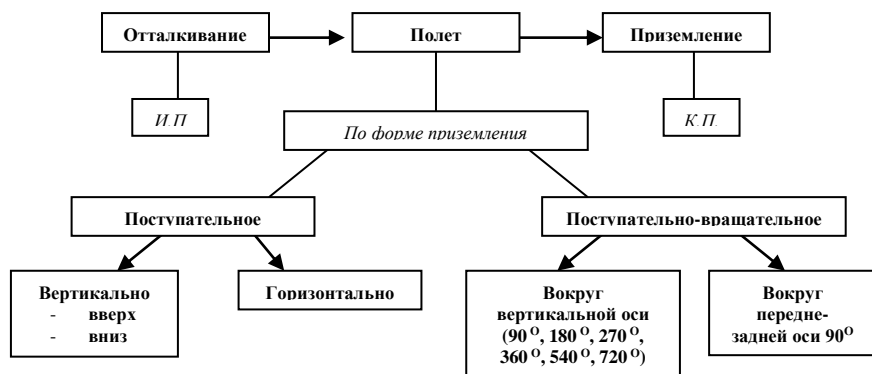 Отталкивание
Полет
Приземление
И.П
К.П.
По форме приземления
Поступательное
Поступательно-вращательное
Вертикально
- вверх
- вниз
Горизонтально
Вокруг
вертикальной оси
(90 О, 180 О, 270 О,
360 О, 540 О, 720 О)
Вокруг
передне-
задней оси 90О